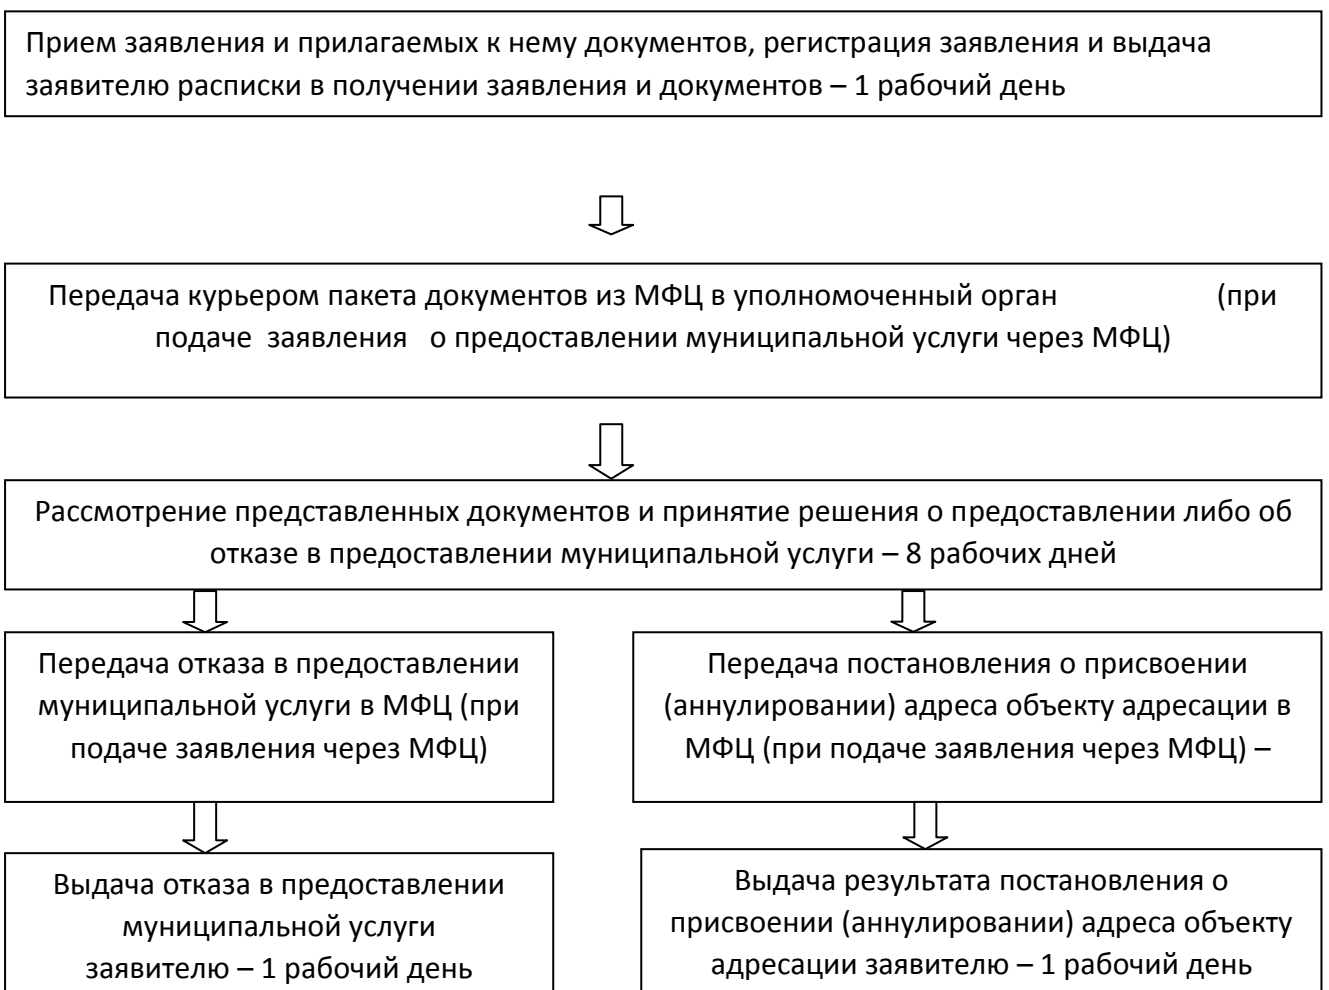 Прием заявления и прилагаемых к нему документов, регистрация заявления и выдача
заявителю расписки в получении заявления и документов – 1 рабочий день
Передача курьером пакета документов из МФЦ в уполномоченный орган (при
подаче заявления о предоставлении муниципальной услуги через МФЦ)
Рассмотрение представленных документов и принятие решения о предоставлении либо об
отказе в предоставлении муниципальной услуги – 8 рабочих дней
Передача отказа в предоставлении
муниципальной услуги в МФЦ (при
подаче заявления через МФЦ)
Передача постановления о присвоении
(аннулировании) адреса объекту адресации в
МФЦ (при подаче заявления через МФЦ) –
Выдача отказа в предоставлении
муниципальной услуги
заявителю – 1 рабочий день
Выдача результата постановления о
присвоении (аннулировании) адреса объекту
адресации заявителю – 1 рабочий день